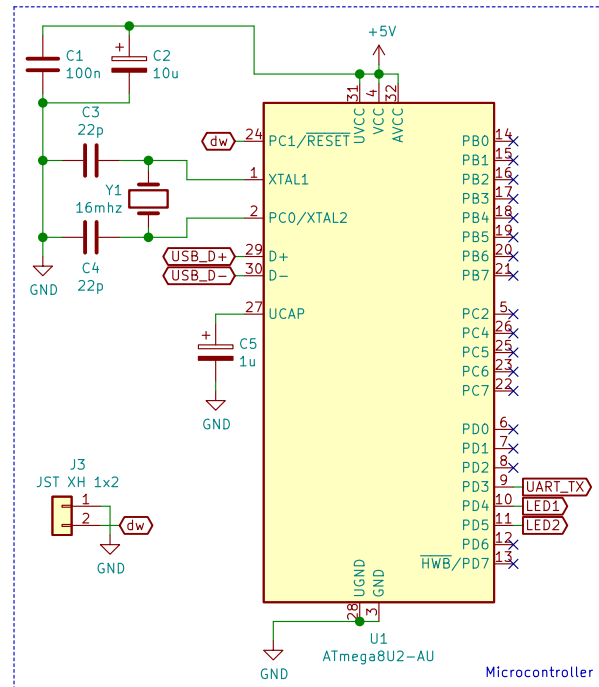 +5V
C1
100n
C2
10u
31
4
32
UVCC
VCC
AVCC
C3
22p
dw
24
PC1/RESET
PB0
14
PB1
15
Y1
16mhz
1
XTAL1
PB2
16
PB3
17
2
PC0/XTAL2
PB4
18
PB5
19
C4
22p
USB_D+
29
D+
PB6
20
USB_D-
30
D-
PB7
21
GND
27
UCAP
PC2
5
PC4
26
C5
1u
PC5
25
PC6
23
PC7
22
GND
PD0
6
PD1
7
J3
JST XH 1x2
PD2
8
PD3
9
UART_TX
1
PD4
10
LED1
2
dw
PD5
11
LED2
PD6
12
GND
HWB/PD7
13
UGND
GND
28
3
U1
ATmega8U2-AU
GND
Microcontroller